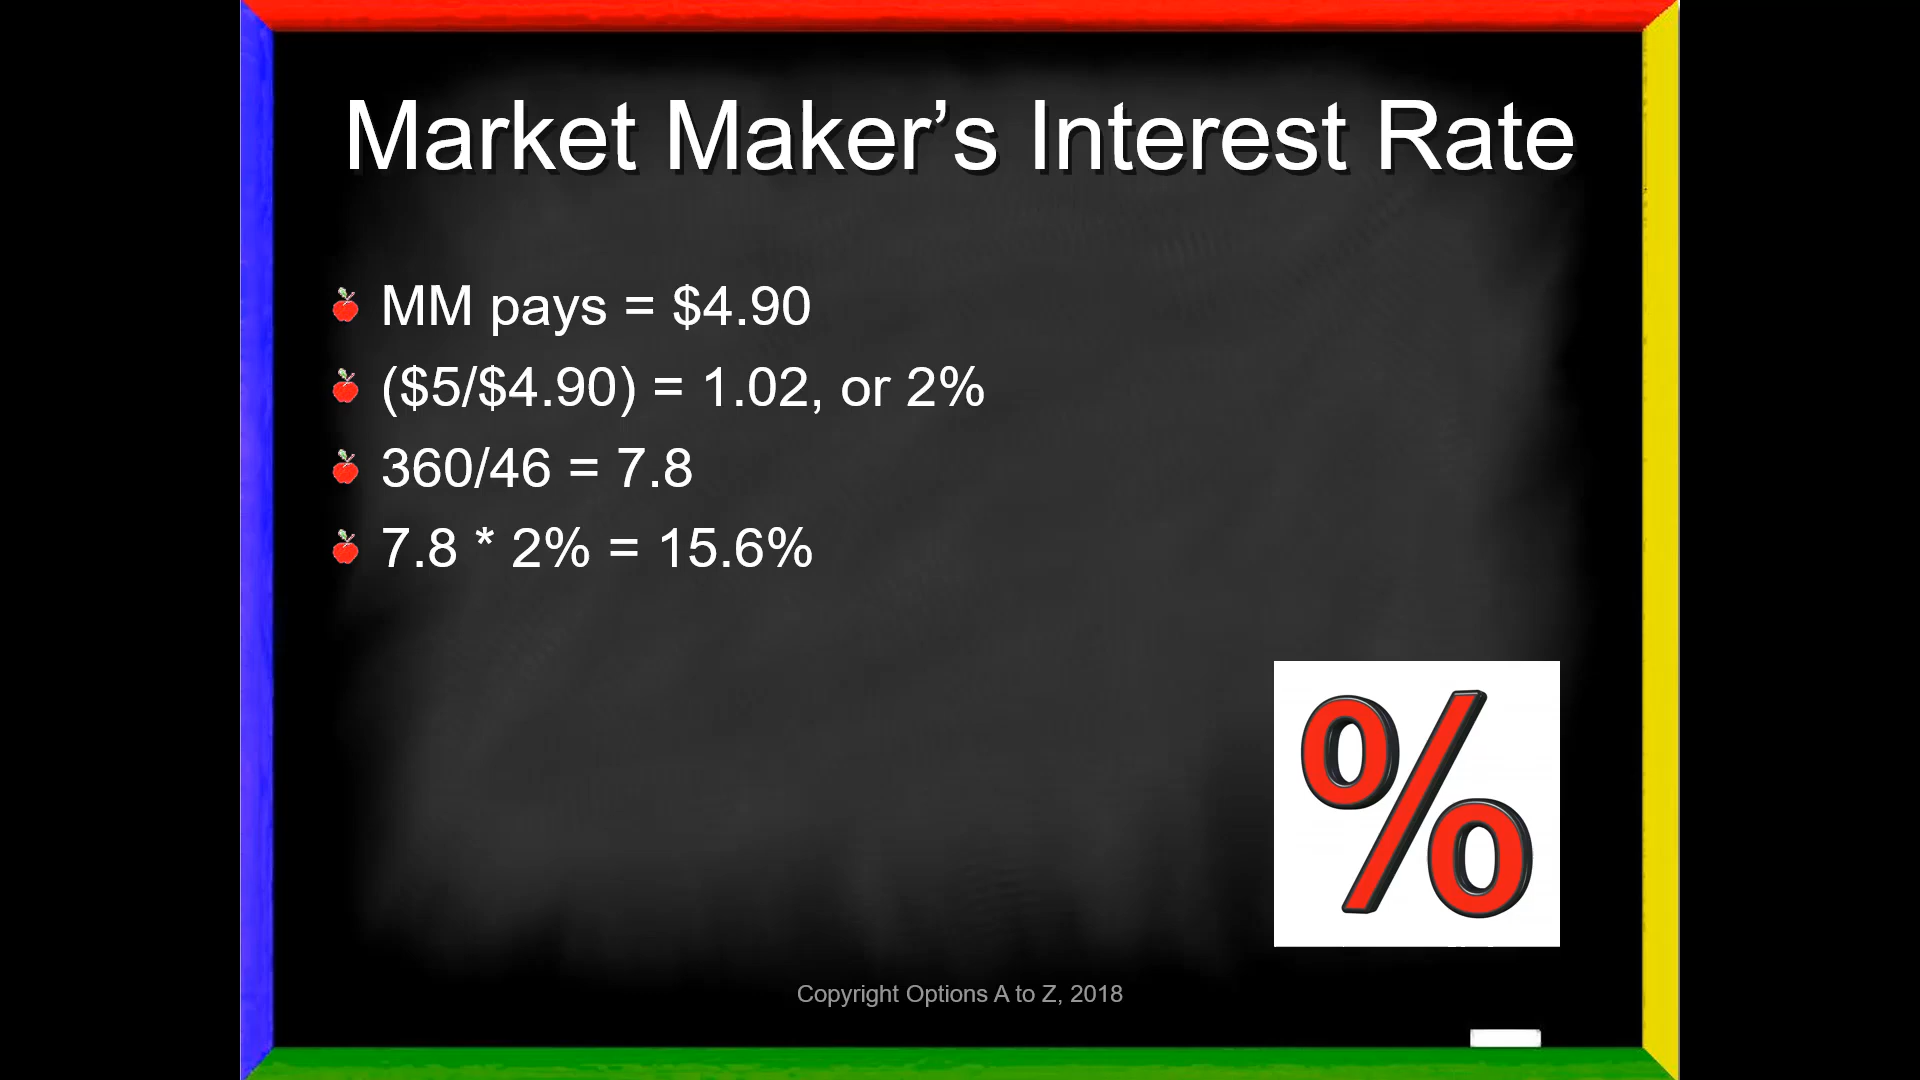 Market Maker’s Interest Rate
MM pays = $4.90
($5/$4.90) = 1.02, or 2%
360/46 = 7.8
7.8 * 2% = 15.6%
%
Copyright Options A to Z, 2018